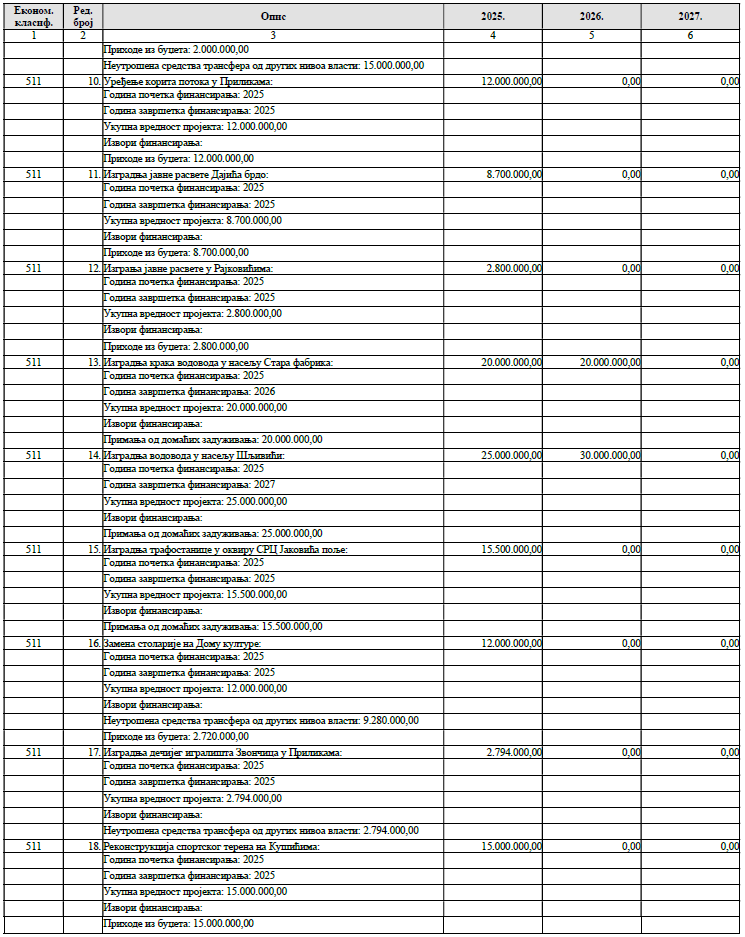 Економ. класиф. Ред. број Опис 2025. 2026. 2027.
1 2 3 4 5 6
Приходе из буџета: 2.000.000,00
Неутрошена средства трансфера од других нивоа власти: 15.000.000,00
511 10. Уређење корита потока у Приликама: 12.000.000,00 0,00 0,00
Година почетка финансирања: 2025
Година завршетка финансирања: 2025
Укупна вредност пројекта: 12.000.000,00
Извори финансирања:
Приходе из буџета: 12.000.000,00
511 11. Изградња јавне расвете Дајића брдо: 8.700.000,00 0,00 0,00
Година почетка финансирања: 2025
Година завршетка финансирања: 2025
Укупна вредност пројекта: 8.700.000,00
Извори финансирања:
Приходе из буџета: 8.700.000,00
511 12. Изграња јавне расвете у Рајковићима: 2.800.000,00 0,00 0,00
Година почетка финансирања: 2025
Година завршетка финансирања: 2025
Укупна вредност пројекта: 2.800.000,00
Извори финансирања:
Приходе из буџета: 2.800.000,00
511 13. Изградња крака водовода у насељу Стара фабрика: 20.000.000,00 20.000.000,00 0,00
Година почетка финансирања: 2025
Година завршетка финансирања: 2026
Укупна вредност пројекта: 20.000.000,00
Извори финансирања:
Примања од домаћих задуживања: 20.000.000,00
511 14. Изградња водовода у насељу Шљивићи: 25.000.000,00 30.000.000,00 0,00
Година почетка финансирања: 2025
Година завршетка финансирања: 2027
Укупна вредност пројекта: 25.000.000,00
Извори финансирања:
Примања од домаћих задуживања: 25.000.000,00
511 15. Изградња трафостанице у оквиру СРЦ Јаковића поље: 15.500.000,00 0,00 0,00
Година почетка финансирања: 2025
Година завршетка финансирања: 2025
Укупна вредност пројекта: 15.500.000,00
Извори финансирања:
Примања од домаћих задуживања: 15.500.000,00
511 16. Замена столарије на Дому културе: 12.000.000,00 0,00 0,00
Година почетка финансирања: 2025
Година завршетка финансирања: 2025
Укупна вредност пројекта: 12.000.000,00
Извори финансирања:
Неутрошена средства трансфера од других нивоа власти: 9.280.000,00
Приходе из буџета: 2.720.000,00
511 17. Изградња дечијег игралишта Звончица у Приликама: 2.794.000,00 0,00 0,00
Година почетка финансирања: 2025
Година завршетка финансирања: 2025
Укупна вредност пројекта: 2.794.000,00
Извори финансирања:
Неутрошена средства трансфера од других нивоа власти: 2.794.000,00
511 18. Реконструкција спортског терена на Кушићима: 15.000.000,00 0,00 0,00
Година почетка финансирања: 2025
Година завршетка финансирања: 2025
Укупна вредност пројекта: 15.000.000,00
Извори финансирања:
Приходе из буџета: 15.000.000,00